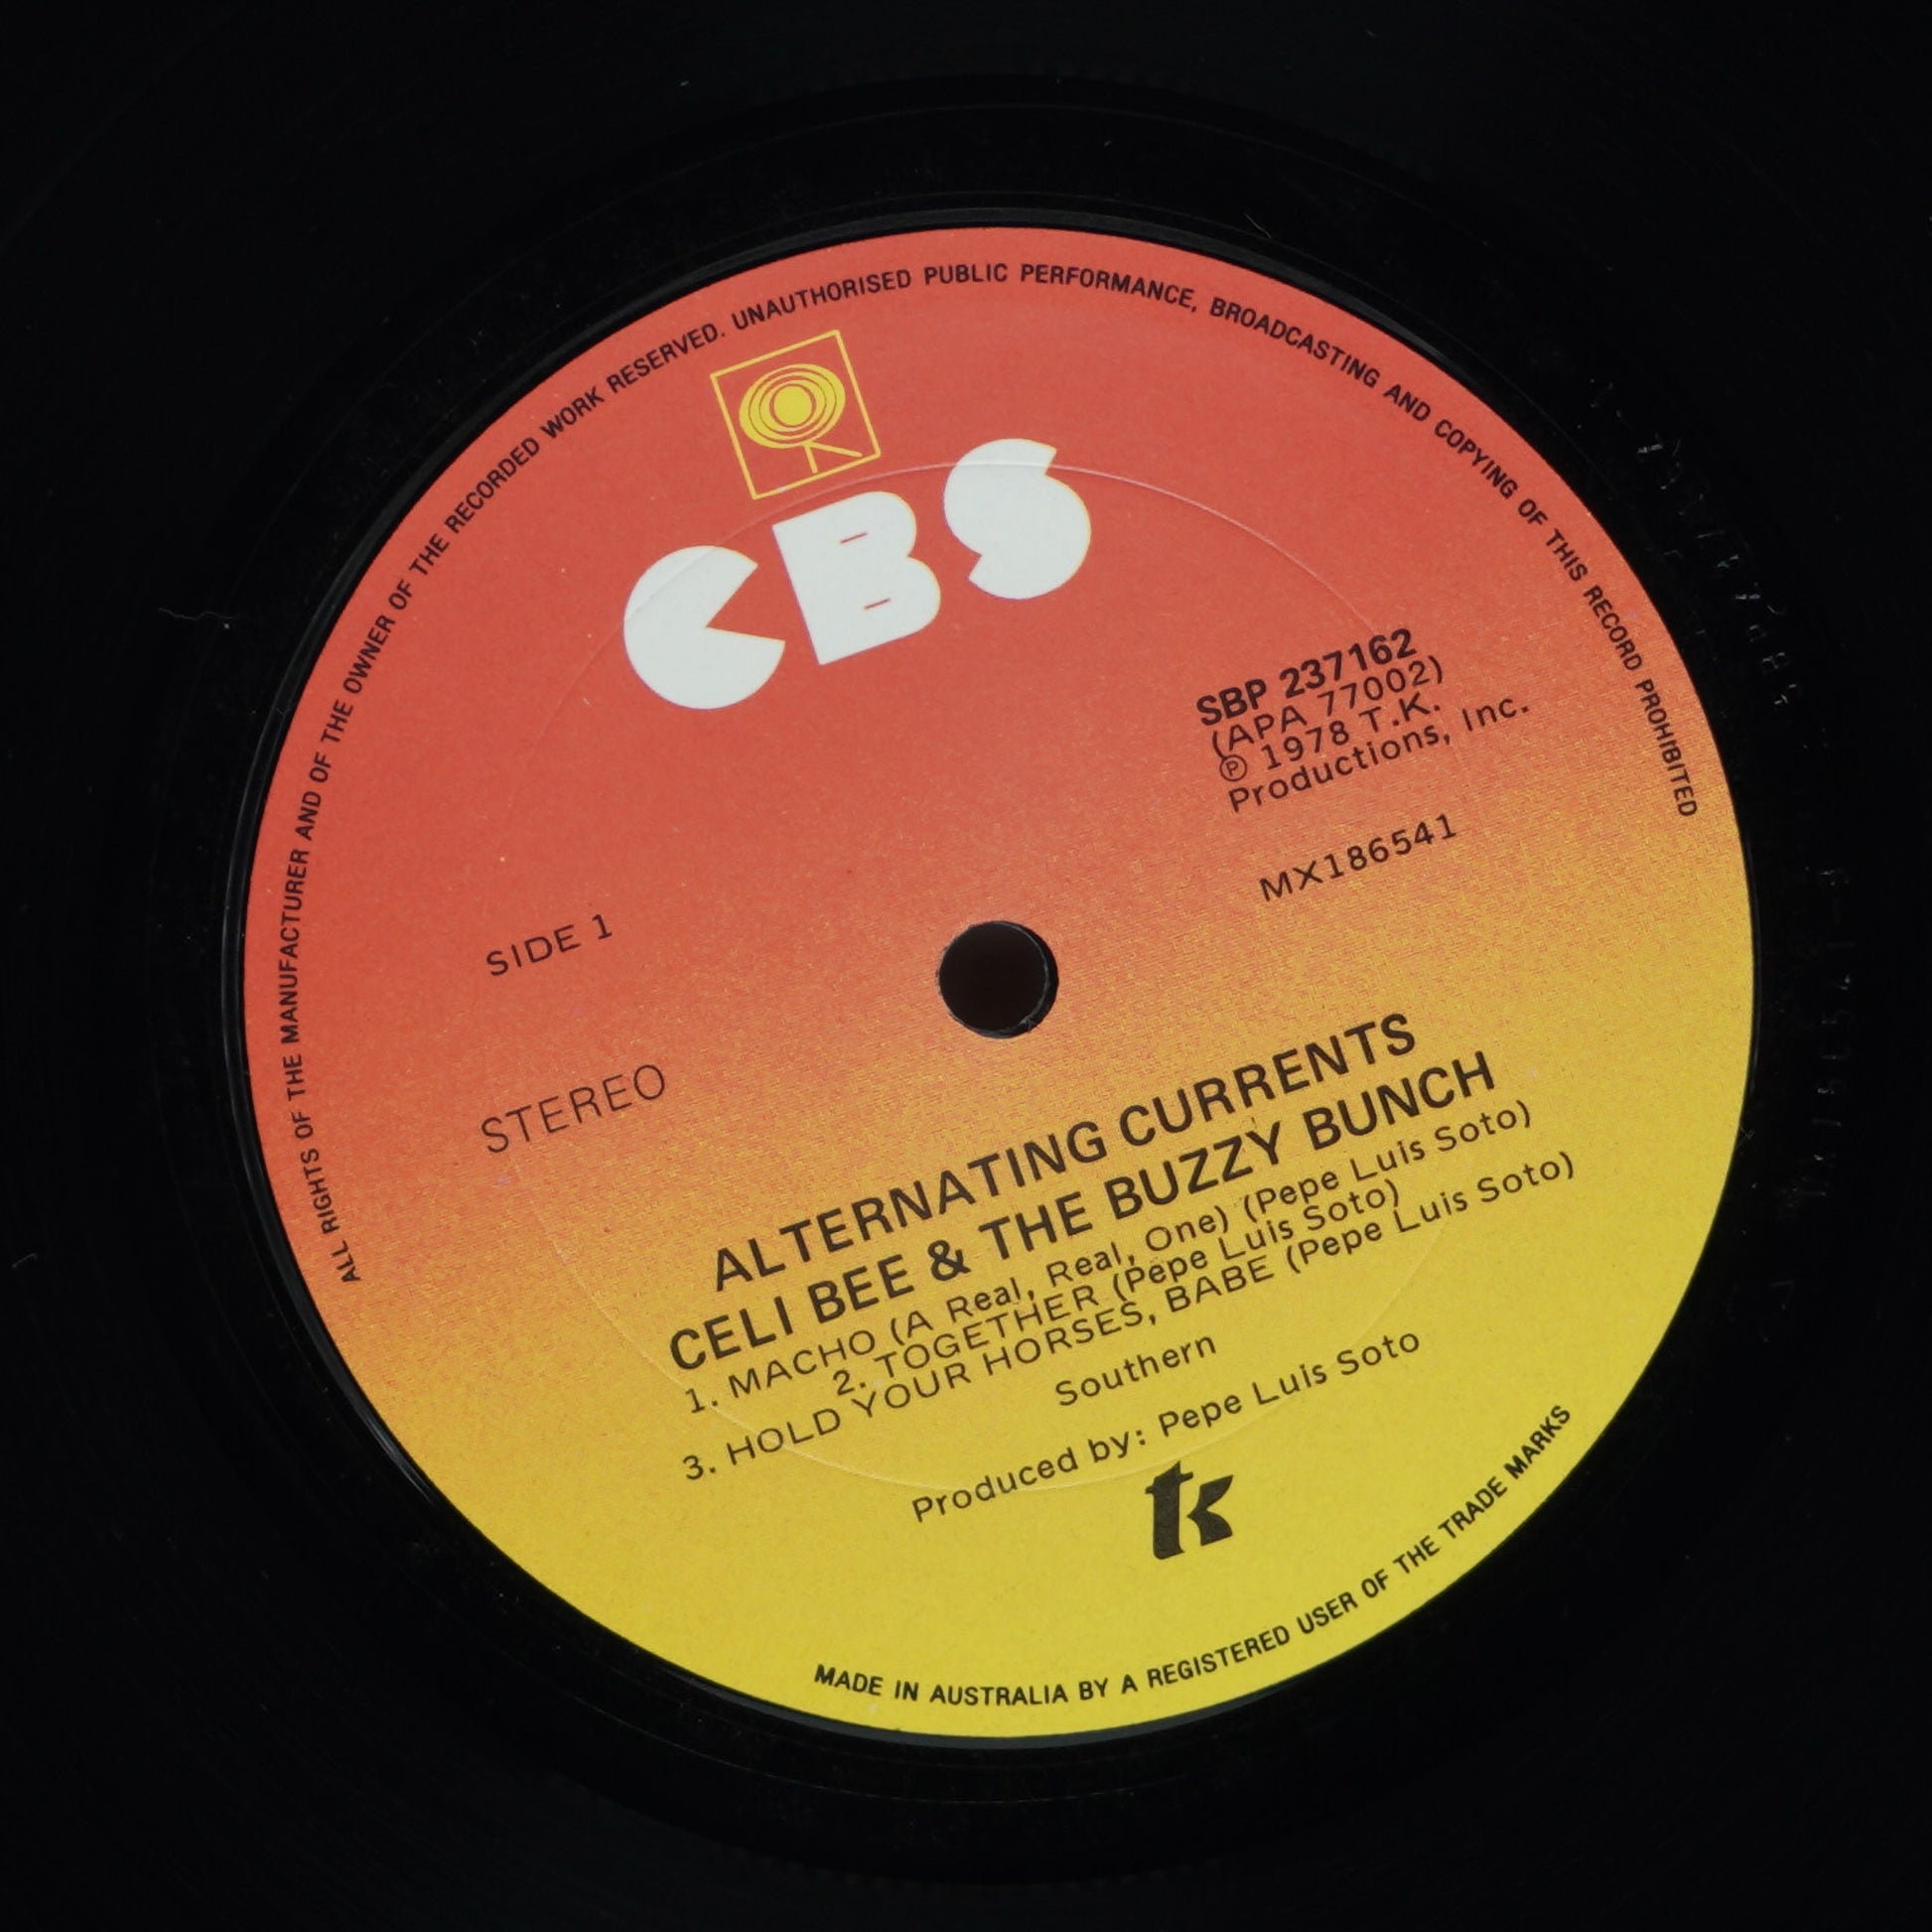 ALL RIGHTS OF THE MANUFACTURER AND OF THE OWNER OF THE RECORDED WORK RESERVED. UNAUTHORISED PUBLIC PERFORMANCE, BROADCASTING AND COPYING OF THIS RECORD PROHIBITED
CBS
SBP 237162
(APA 77002)
℗ 1978 T.K.
Productions, Inc.
MX186541
SIDE 1
STEREO
ALTERNATING CURRENTS
CELI BEE & THE BUZZY BUNCH
1. MACHO (A Real, Real, One) (Pepe Luis Soto)
2. TOGETHER (Pepe Luis Soto)
3. HOLD YOUR HORSES, BABE (Pepe Luis Soto)
Southern
Produced by: Pepe Luis Soto
tk
MADE IN AUSTRALIA BY A REGISTERED USER OF THE TRADE MARKS